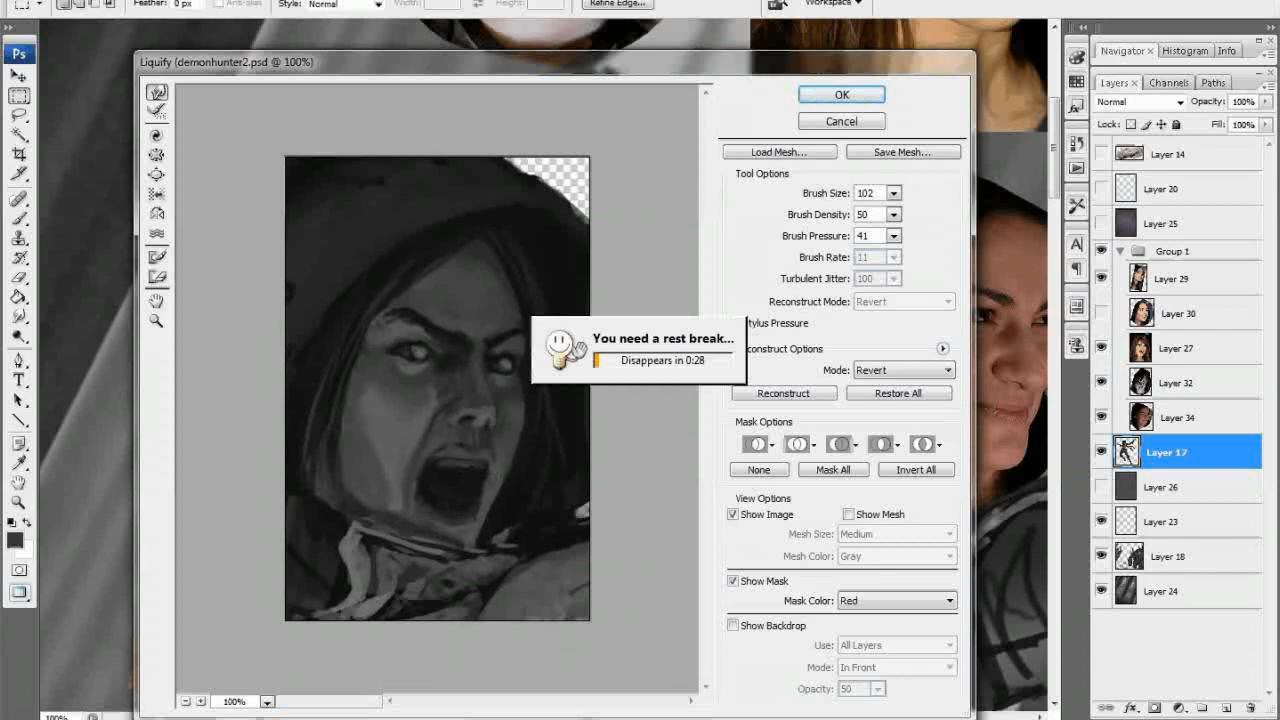 Feather: 0 px
Anti-alias
Style: Normal
Width:
Height:
Refine Edge...
Workspace
Ps
Liquify (demonhunter2.psd @ 100%)
OK
Cancel
Load Mesh...
Save Mesh...
Tool Options
Brush Size: 102
Brush Density: 50
Brush Pressure: 41
Brush Rate: 11
Turbulent Jitter: 100
Reconstruct Mode: Revert
tylus Pressure
You need a rest break...
Disappears in 0:28
construct Options
Mode: Revert
Reconstruct
Restore All
Mask Options
None
Mask All
Invert All
View Options
Show Image
Show Mesh
Mesh Size: Medium
Mesh Color: Gray
Show Mask
Mask Color: Red
Show Backdrop
Use: All Layers
Mode: In Front
Opacity: 50
100%
100%
Navigator
Histogram
Info
Layers
Channels
Paths
Normal
Opacity: 100%
Lock:
Fill: 100%
Layer 14
Layer 20
Layer 25
Group 1
Layer 29
Layer 30
Layer 27
Layer 32
Layer 34
Layer 17
Layer 26
Layer 23
Layer 18
Layer 24